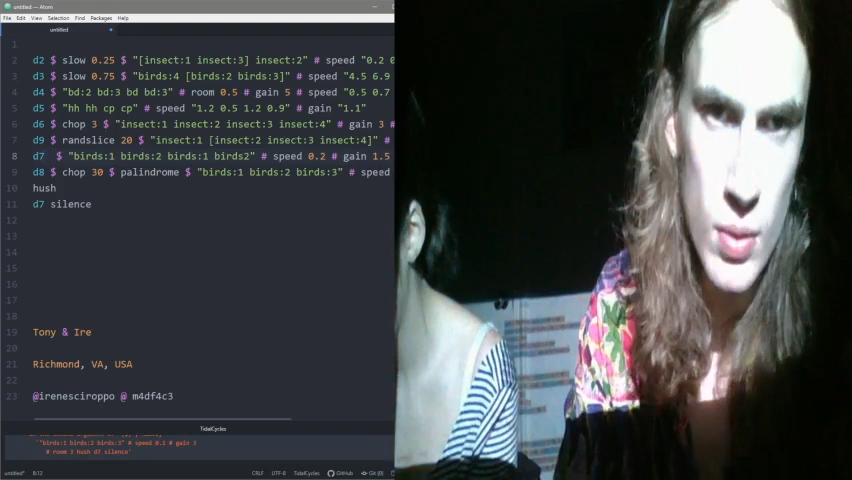 untitled — Atom
File Edit View Selection Find Packages Help
untitled
1
2 d2 $ slow 0.25 $ "[insect:1 insect:3] insect:2" # speed "0.2 0
3 d3 $ slow 0.75 $ "birds:4 [birds:2 birds:3]" # speed "4.5 6.9
4 d4 $ "bd:2 bd:3 bd bd:3" # room 0.5 # gain 5 # speed "0.5 0.7
5 d5 $ "hh hh cp cp" # speed "1.2 0.5 1.2 0.9" # gain "1.1"
6 d6 $ chop 3 $ "insect:1 insect:2 insect:3 insect:4" # gain 3 #
7 d9 $ randslice 20 $ "insect:1 [insect:2 insect:3 insect:4]" #
8 d7 $ "birds:1 birds:2 birds:1 birds2" # speed 0.2 # gain 1.5
9 d8 $ chop 30 $ palindrome $ "birds:1 birds:2 birds:3" # speed
10 hush
11 d7 silence
12
13
14
15
16
17
18
19 Tony & Ire
20
21 Richmond, VA, USA
22
23 @irenesciroppo @ m4df4c3
TidalCycles
"birds:1 birds:2 birds:3" # speed 0.1 # gain 3
# room 3 hush d7 silence'
untitled* 8:12 CRLF UTF-8 TidalCycles GitHub Git (0)